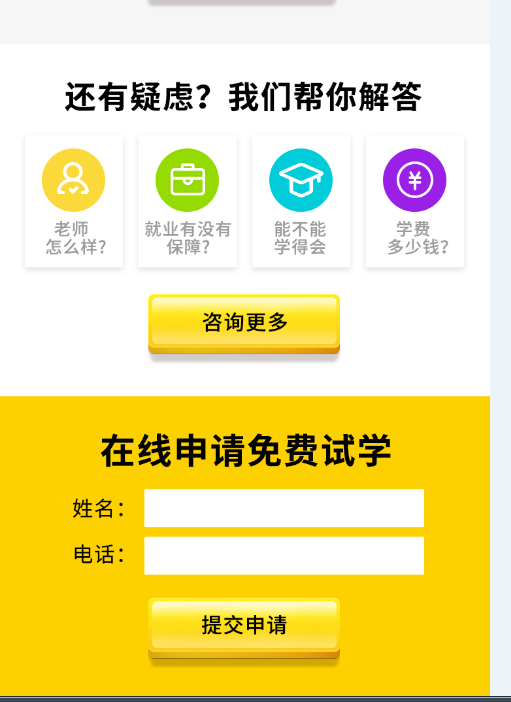 还有疑虑？我们帮你解答
老师
怎么样?
就业有没有
保障?
能不能
学得会
学费
多少钱?
咨询更多
在线申请免费试学
姓名：
电话：
提交申请